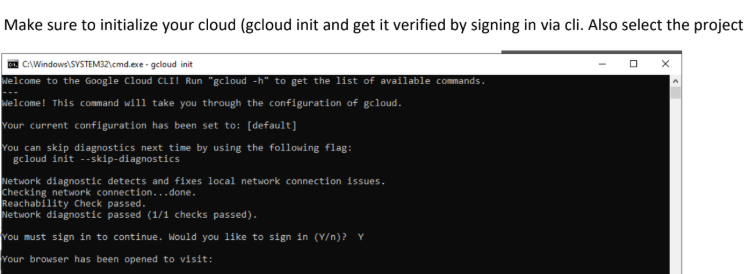 Make sure to initialize your cloud (gcloud init and get it verified by signing in via cli. Also select the project
C:\Windows\SYSTEM32\cmd.exe - gcloud init
Welcome to the Google Cloud CLI! Run "gcloud -h" to get the list of available commands.
---
Welcome! This command will take you through the configuration of gcloud.
Your current configuration has been set to: [default]
You can skip diagnostics next time by using the following flag:
gcloud init --skip-diagnostics
Network diagnostic detects and fixes local network connection issues.
Checking network connection...done.
Reachability Check passed.
Network diagnostic passed (1/1 checks passed).
You must sign in to continue. Would you like to sign in (Y/n)? Y
Your browser has been opened to visit: